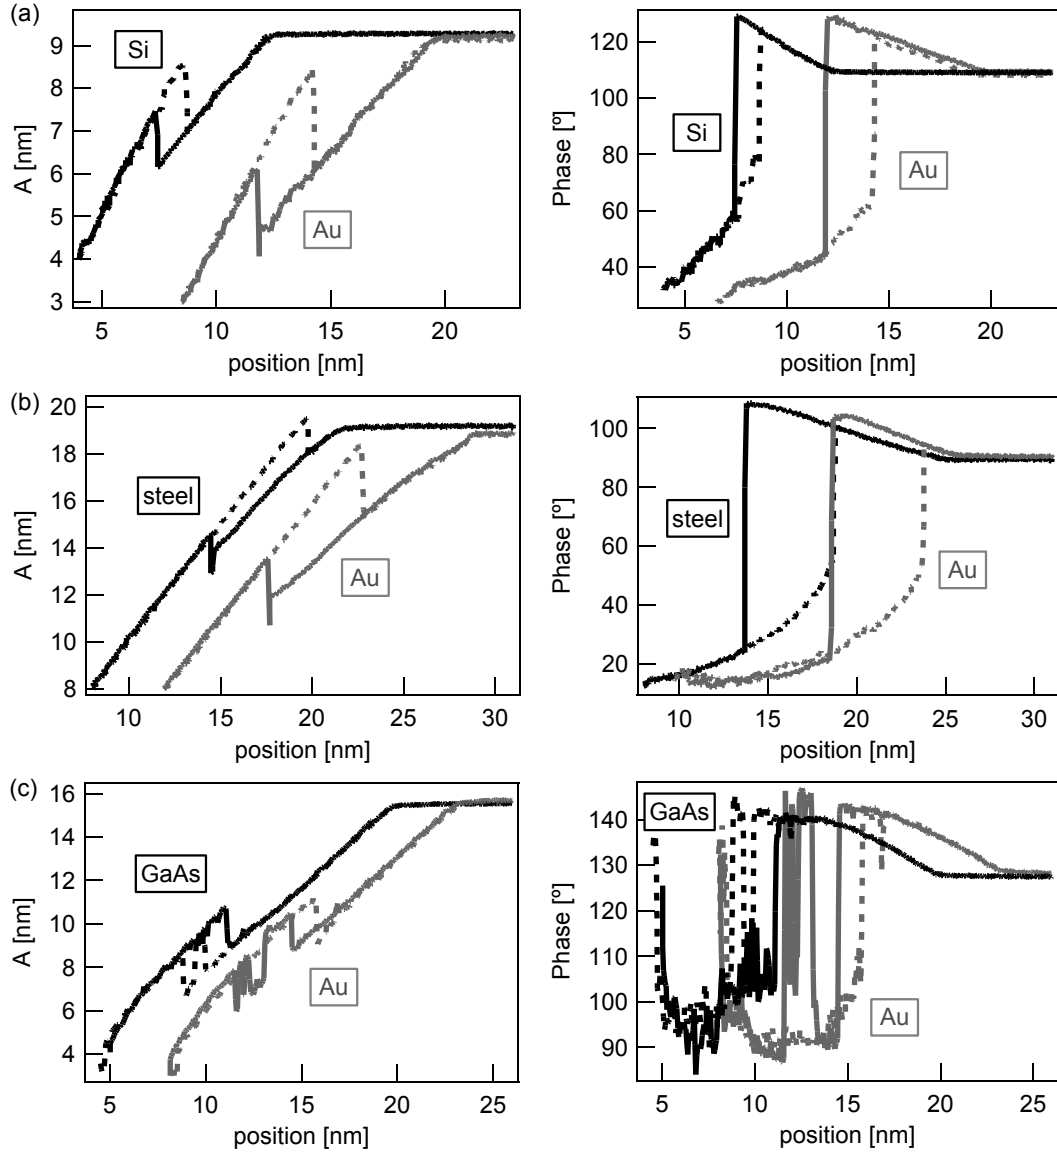 (a)
A [nm]
9
8
7
6
5
4
3
Si
Au
5
10
15
20
position [nm]
Phase [º]
120
100
80
60
40
Si
Au
5
10
15
20
position [nm]
(b)
A [nm]
20
18
16
14
12
10
8
steel
Au
10
15
20
25
30
position [nm]
Phase [º]
100
80
60
40
20
steel
Au
10
15
20
25
30
position [nm]
(c)
A [nm]
16
14
12
10
8
6
4
GaAs
Au
5
10
15
20
25
position [nm]
Phase [º]
140
130
120
110
100
90
GaAs
Au
5
10
15
20
25
position [nm]